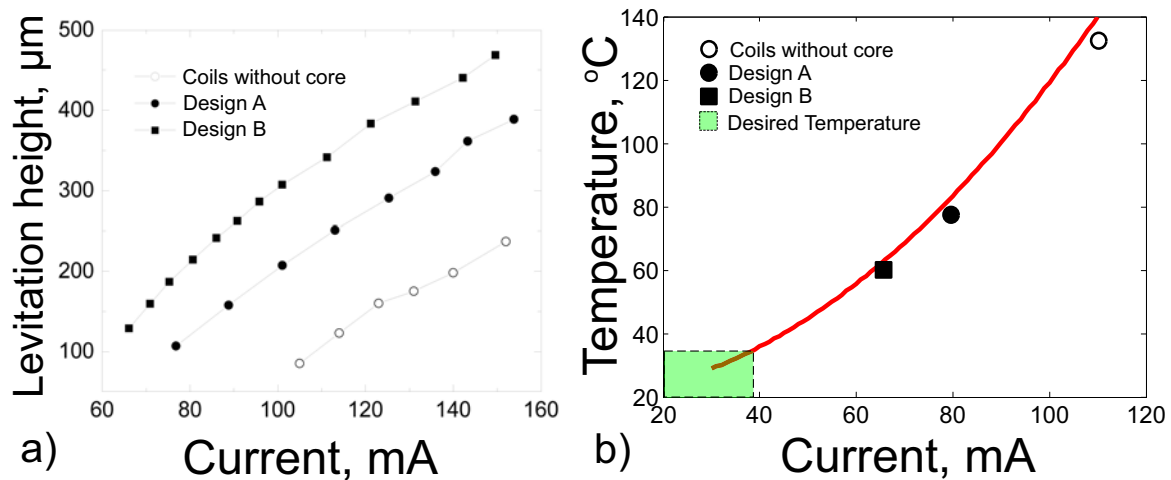 Levitation height, µm
500
400
300
200
100
Coils without core
Design A
Design B
60
80
100
120
140
160
a)
Current, mA
Temperature, °C
140
120
100
80
60
40
20
Coils without core
Design A
Design B
Desired Temperature
20
40
60
80
100
120
b)
Current, mA